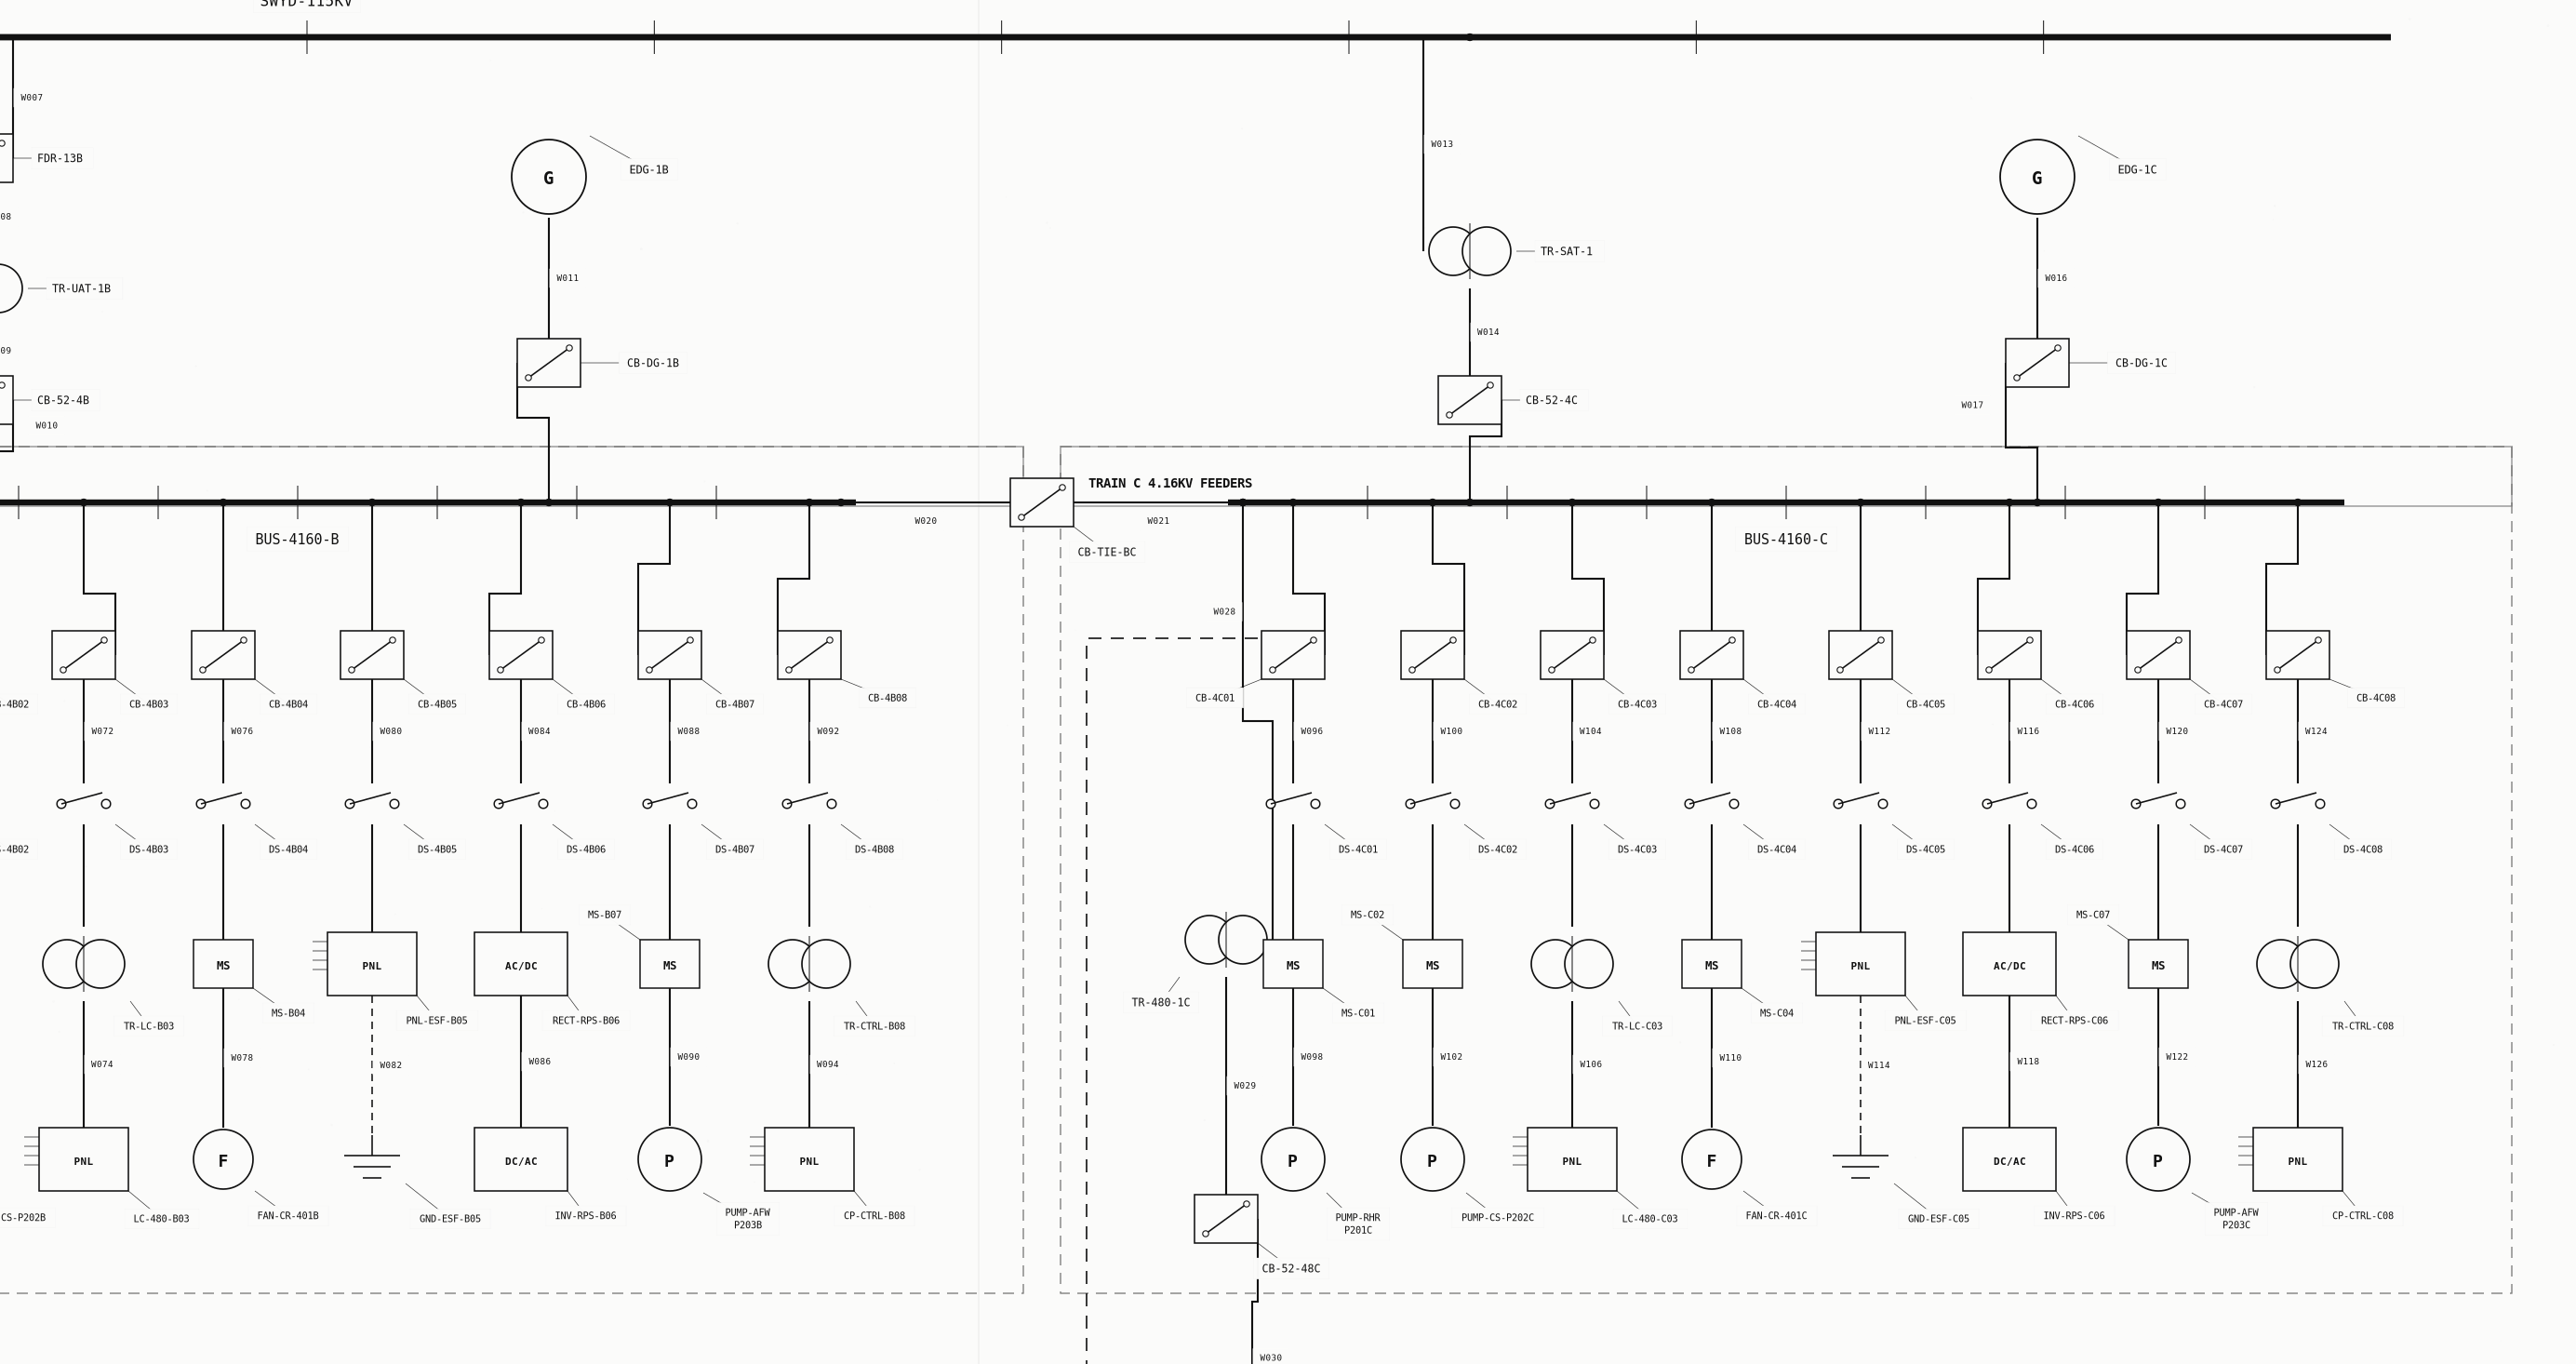 SWYD-115KV
W007
FDR-13B
08
TR-UAT-1B
09
CB-52-4B
W010
G
EDG-1B
W011
CB-DG-1B
W013
TR-SAT-1
W014
CB-52-4C
G
EDG-1C
W016
CB-DG-1C
W017
TRAIN C 4.16KV FEEDERS
BUS-4160-B
W020
W021
CB-TIE-BC
BUS-4160-C
W028
-4B02
CB-4B03
CB-4B04
CB-4B05
CB-4B06
CB-4B07
CB-4B08
CB-4C01
CB-4C02
CB-4C03
CB-4C04
CB-4C05
CB-4C06
CB-4C07
CB-4C08
W072
W076
W080
W084
W088
W092
W096
W100
W104
W108
W112
W116
W120
W124
-4B02
DS-4B03
DS-4B04
DS-4B05
DS-4B06
DS-4B07
DS-4B08
DS-4C01
DS-4C02
DS-4C03
DS-4C04
DS-4C05
DS-4C06
DS-4C07
DS-4C08
MS-B07
MS-C02
MS-C07
MS
PNL
AC/DC
MS
MS
MS
MS
PNL
AC/DC
MS
TR-480-1C
TR-LC-B03
MS-B04
PNL-ESF-B05
RECT-RPS-B06
TR-CTRL-B08
MS-C01
TR-LC-C03
MS-C04
PNL-ESF-C05
RECT-RPS-C06
TR-CTRL-C08
W074
W078
W082
W086
W090
W094
W029
W098
W102
W106
W110
W114
W118
W122
W126
PNL
F
DC/AC
P
PNL
P
P
PNL
F
DC/AC
P
PNL
CS-P202B
LC-480-B03
FAN-CR-401B
GND-ESF-B05
INV-RPS-B06
PUMP-AFW
P203B
CP-CTRL-B08
PUMP-RHR
P201C
PUMP-CS-P202C
LC-480-C03
FAN-CR-401C
GND-ESF-C05
INV-RPS-C06
PUMP-AFW
P203C
CP-CTRL-C08
CB-52-48C
W030